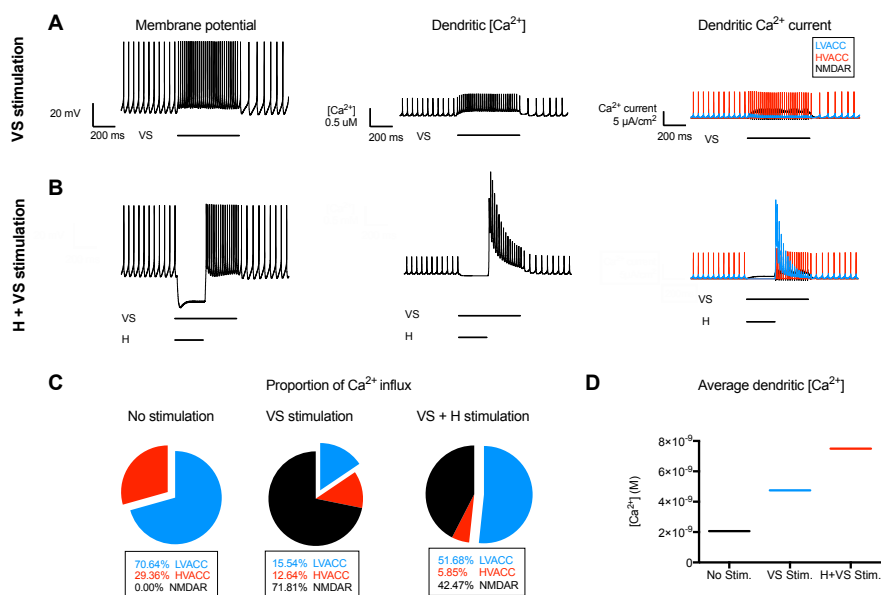 A
Membrane potential
Dendritic [Ca²⁺]
Dendritic Ca²⁺ current
LVACC
HVACC
NMDAR
VS stimulation
20 mV
200 ms
VS
[Ca²⁺]
0.5 uM
200 ms
VS
Ca²⁺ current
5 µA/cm²
200 ms
VS
B
H + VS stimulation
VS
H
VS
H
VS
H
C
Proportion of Ca²⁺ influx
No stimulation
VS stimulation
VS + H stimulation
70.64% LVACC
29.36% HVACC
0.00% NMDAR
15.54% LVACC
12.64% HVACC
71.81% NMDAR
51.68% LVACC
5.85% HVACC
42.47% NMDAR
D
Average dendritic [Ca²⁺]
[Ca²⁺] (M)
8×10⁻⁹
6×10⁻⁹
4×10⁻⁹
2×10⁻⁹
0
No Stim. VS Stim. H+VS Stim.